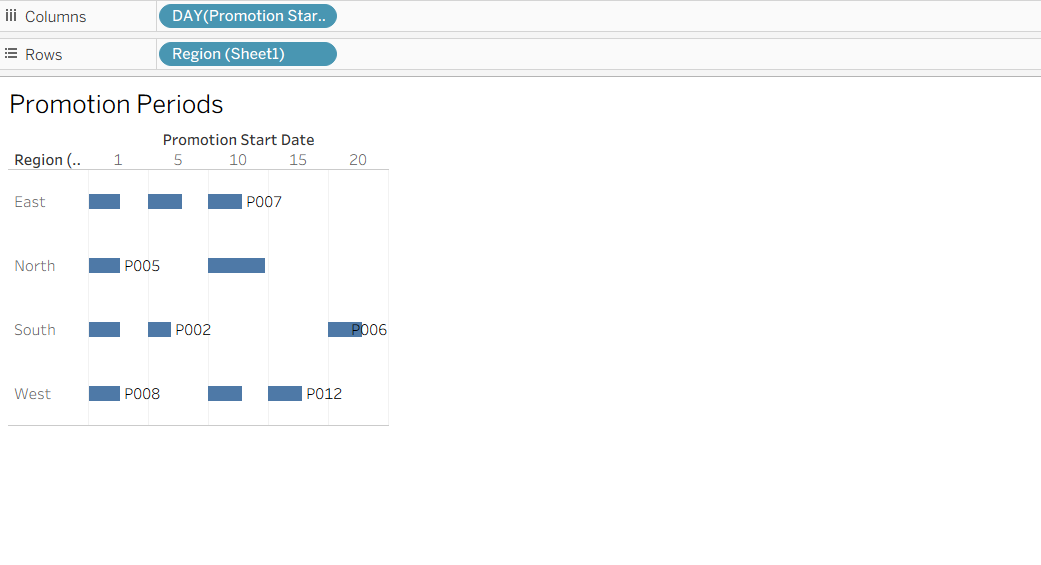 Columns DAY(Promotion Star..
Rows Region (Sheet1)
Promotion Periods
Promotion Start Date
Region (.. 1 5 10 15 20
East P007
North P005
South P002 P006
West P008 P012